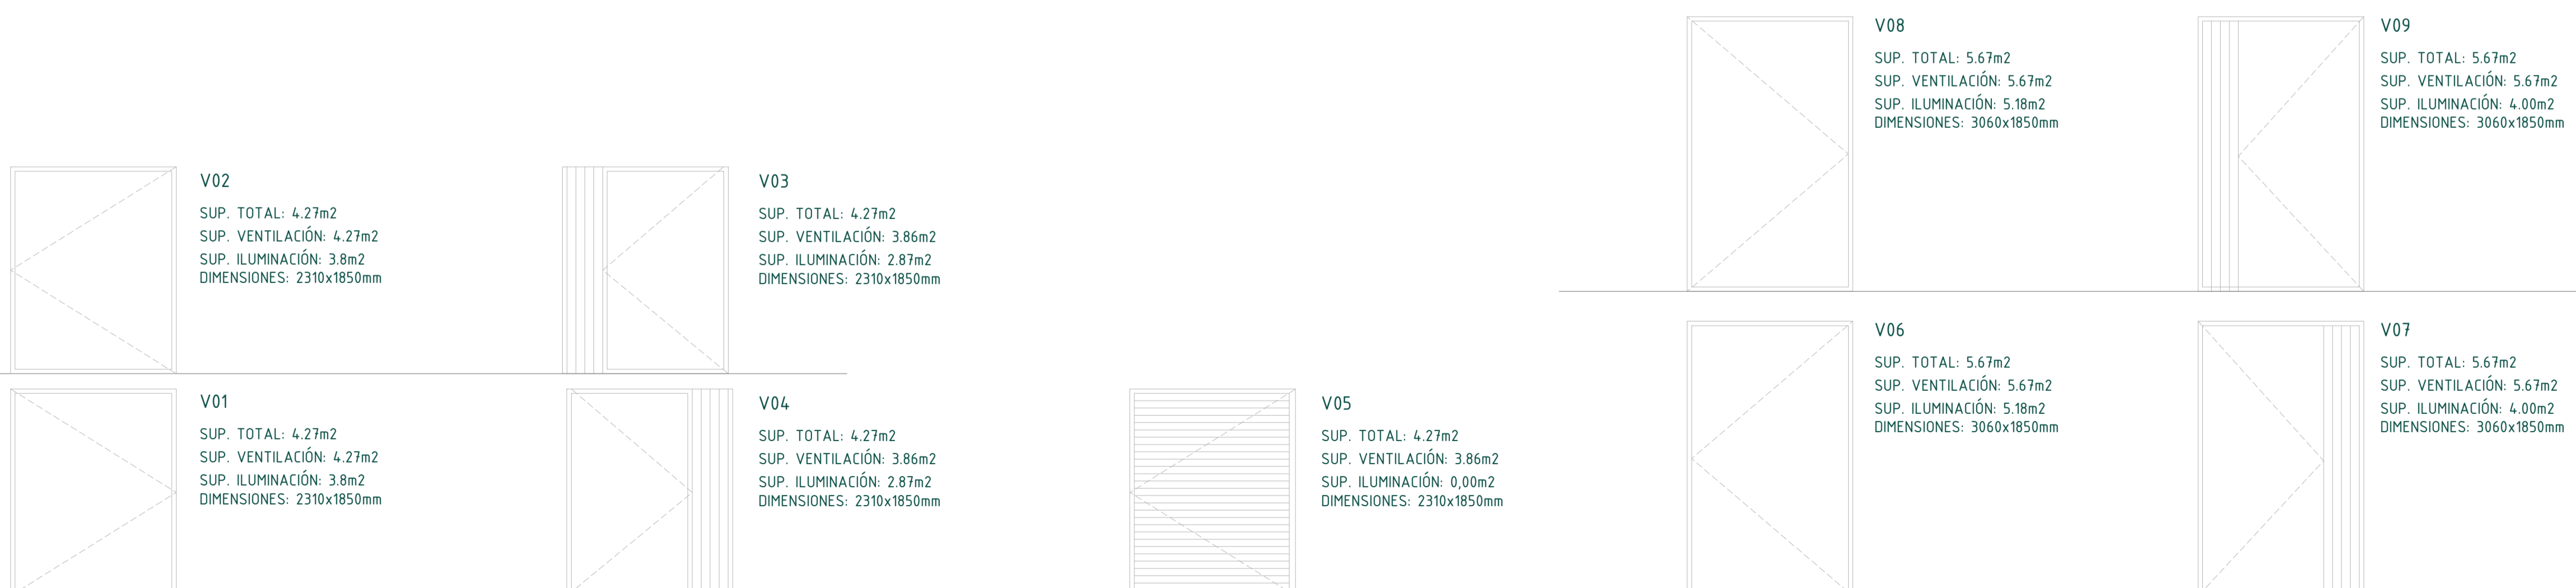 V08
SUP. TOTAL: 5.67m2
SUP. VENTILACIÓN: 5.67m2
SUP. ILUMINACIÓN: 5.18m2
DIMENSIONES: 3060x1850mm
V09
SUP. TOTAL: 5.67m2
SUP. VENTILACIÓN: 5.67m2
SUP. ILUMINACIÓN: 4.00m2
DIMENSIONES: 3060x1850mm
V02
SUP. TOTAL: 4.27m2
SUP. VENTILACIÓN: 4.27m2
SUP. ILUMINACIÓN: 3.8m2
DIMENSIONES: 2310x1850mm
V03
SUP. TOTAL: 4.27m2
SUP. VENTILACIÓN: 3.86m2
SUP. ILUMINACIÓN: 2.87m2
DIMENSIONES: 2310x1850mm
V06
SUP. TOTAL: 5.67m2
SUP. VENTILACIÓN: 5.67m2
SUP. ILUMINACIÓN: 5.18m2
DIMENSIONES: 3060x1850mm
V07
SUP. TOTAL: 5.67m2
SUP. VENTILACIÓN: 5.67m2
SUP. ILUMINACIÓN: 4.00m2
DIMENSIONES: 3060x1850mm
V01
SUP. TOTAL: 4.27m2
SUP. VENTILACIÓN: 4.27m2
SUP. ILUMINACIÓN: 3.8m2
DIMENSIONES: 2310x1850mm
V04
SUP. TOTAL: 4.27m2
SUP. VENTILACIÓN: 3.86m2
SUP. ILUMINACIÓN: 2.87m2
DIMENSIONES: 2310x1850mm
V05
SUP. TOTAL: 4.27m2
SUP. VENTILACIÓN: 3.86m2
SUP. ILUMINACIÓN: 0,00m2
DIMENSIONES: 2310x1850mm